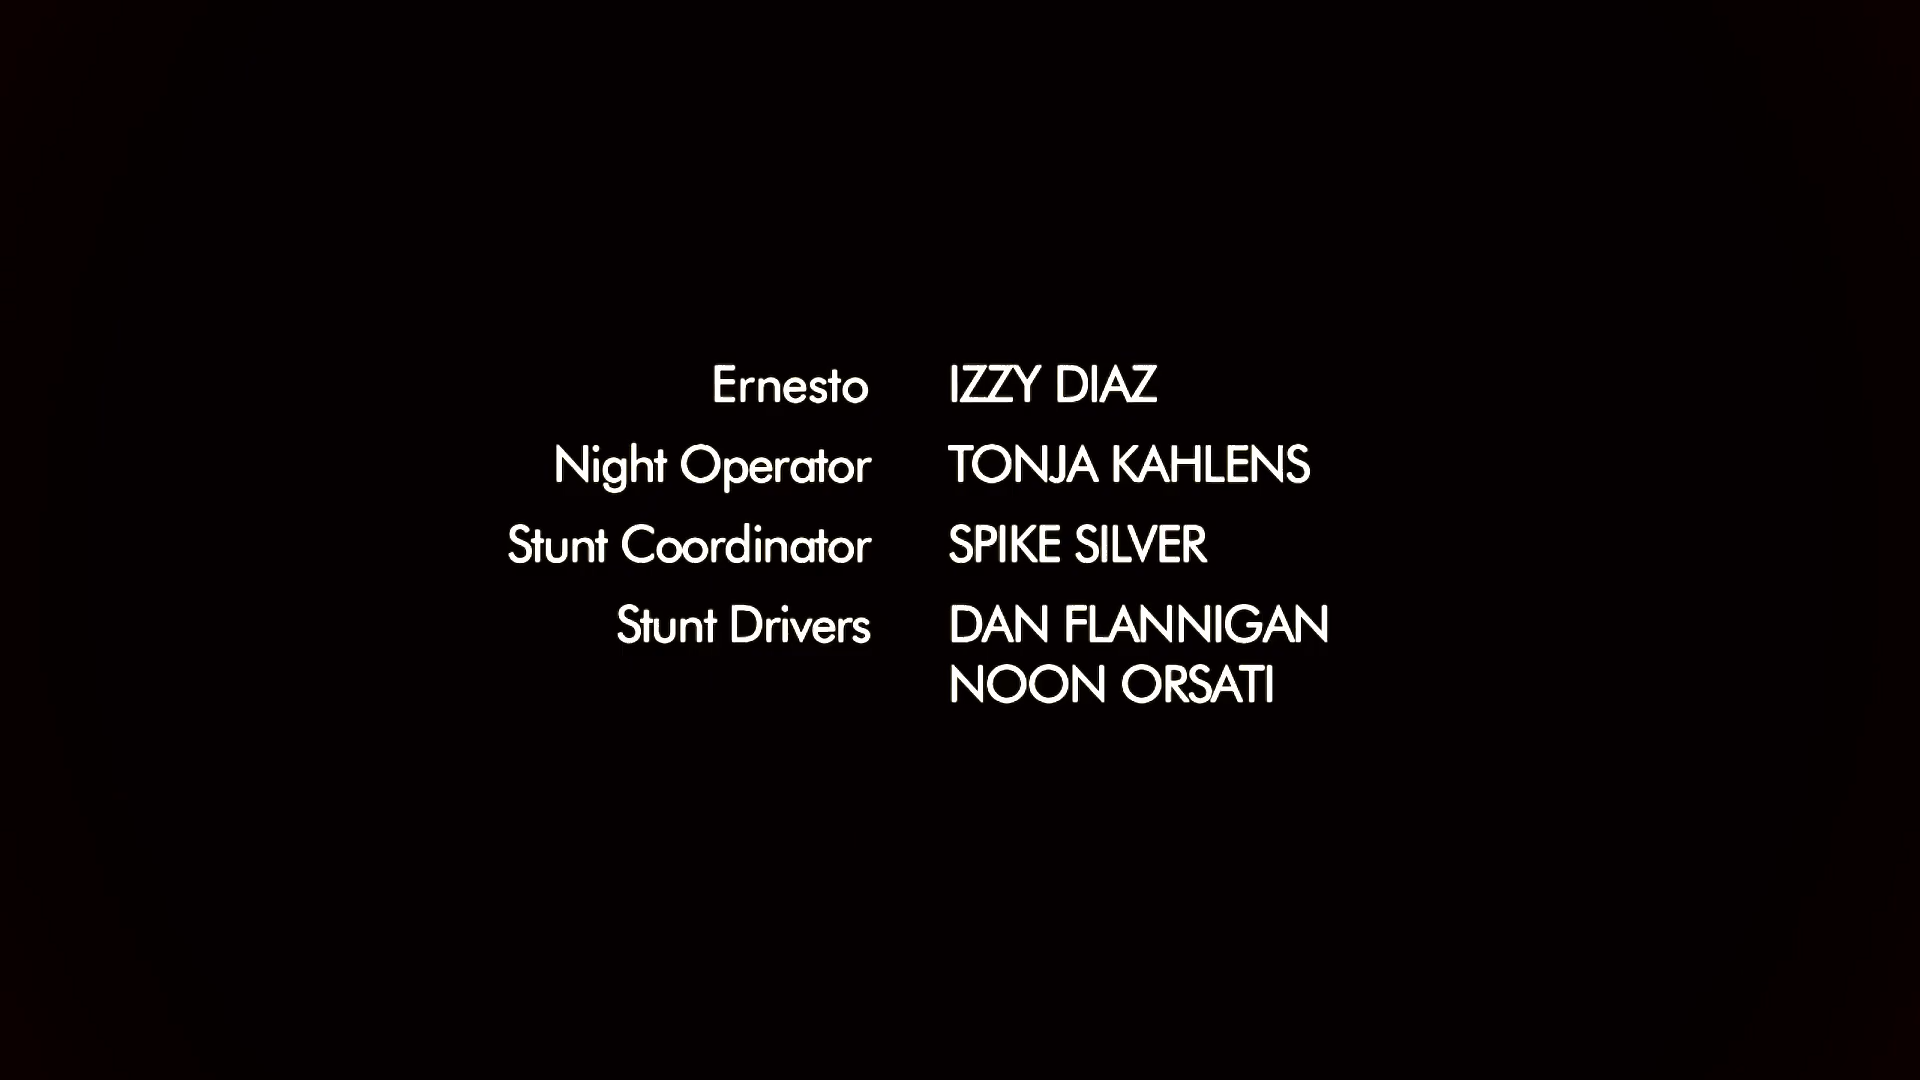 Ernesto IZZY DIAZ
Night Operator TONJA KAHLENS
Stunt Coordinator SPIKE SILVER
Stunt Drivers DAN FLANNIGAN
NOON ORSATI